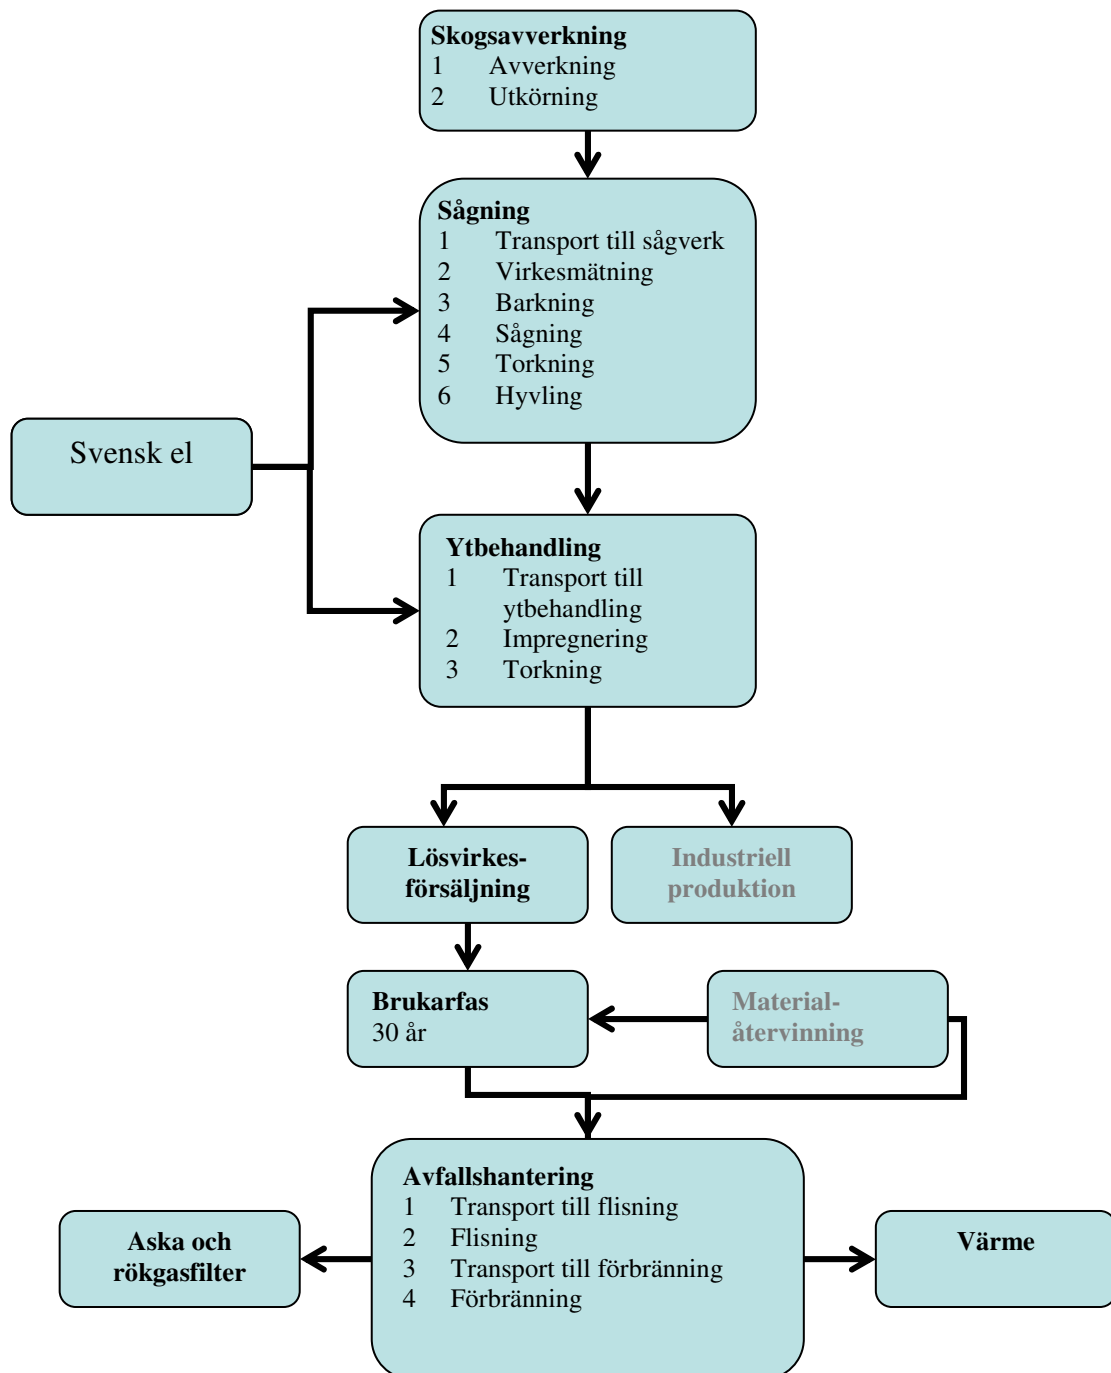 Skogsavverkning
1 Avverkning
2 Utkörning
Sågning
1 Transport till sågverk
2 Virkesmätning
3 Barkning
4 Sågning
5 Torkning
6 Hyvling
Svensk el
Ytbehandling
1 Transport till
ytbehandling
2 Impregnering
3 Torkning
Lösvirkes-
försäljning
Industriell
produktion
Brukarfas
30 år
Material-
återvinning
Avfallshantering
1 Transport till flisning
2 Flisning
3 Transport till förbränning
4 Förbränning
Aska och
rökgasfilter
Värme